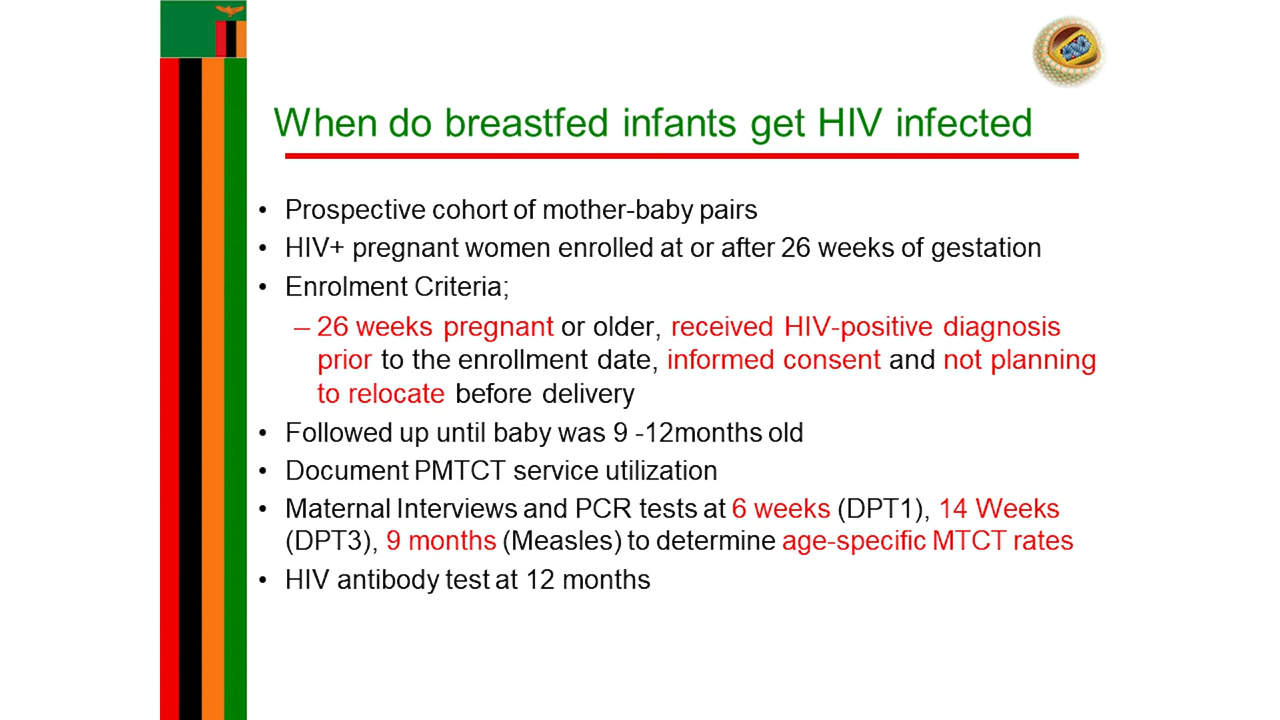 When do breastfed infants get HIV infected
• Prospective cohort of mother-baby pairs
• HIV+ pregnant women enrolled at or after 26 weeks of gestation
• Enrolment Criteria;
– 26 weeks pregnant or older, received HIV-positive diagnosis
prior to the enrollment date, informed consent and not planning
to relocate before delivery
• Followed up until baby was 9 -12months old
• Document PMTCT service utilization
• Maternal Interviews and PCR tests at 6 weeks (DPT1), 14 Weeks
(DPT3), 9 months (Measles) to determine age-specific MTCT rates
• HIV antibody test at 12 months